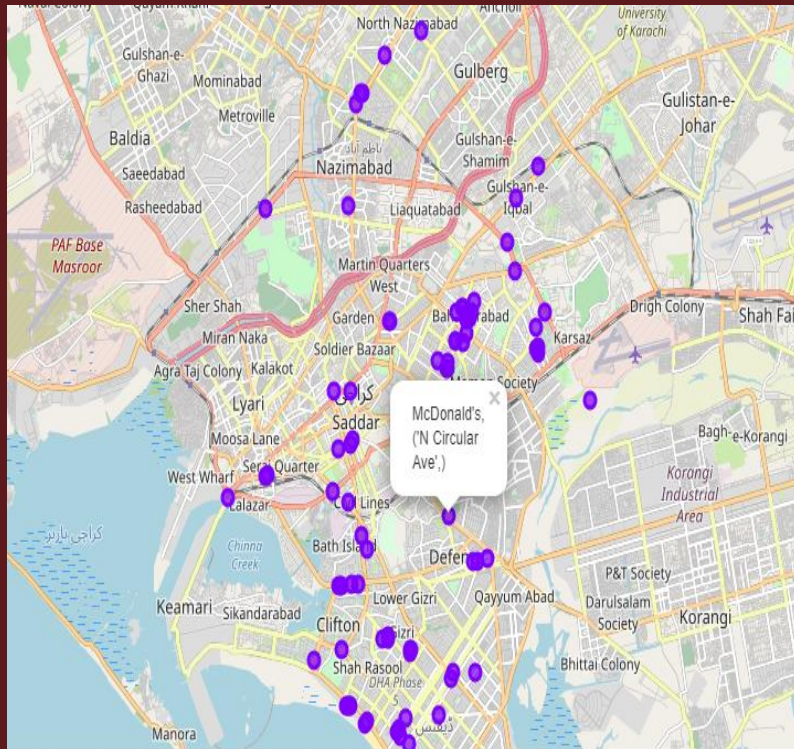 North Nazimabad
Ancholi
University
of Karachi
Gulshan-e-
Ghazi
Mominabad
Gulberg
Gulistan-e-
Johar
Metroville
Baldia
ناظم آباد
Nazimabad
Gulshan-e-
Shamim
Saeedabad
Rasheedabad
Gulshan-e-
Iqbal
Liaquatabad
PAF Base
Masroor
Martin Quarters
West
Sher Shah
Garden
Drigh Colony
Shah Fai
Miran Naka
Soldier Bazaar
Karsaz
Agra Taj Colony
Kalakot
کراچی
Lyari
Saddar
McDonald's,
('N Circular
Ave',)
×
Moosa Lane
Bagh-e-Korangi
West Wharf
Korangi
Industrial
Area
Lalazar
Bath Island
Chinna
Creek
P&T Society
Keamari
Sikandarabad
Lower Gizri
Qayyum Abad
Darulsalam
Society
Korangi
Clifton
Gizri
Shah Rasool
Bhittai Colony
DHA Phase
Manora
ڈیفنس